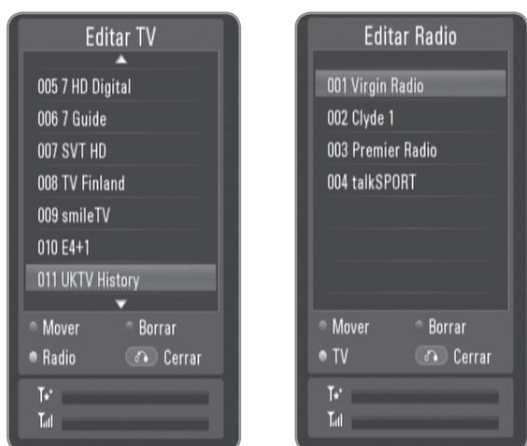 Editar TV
005 7 HD Digital
006 7 Guide
007 SVT HD
008 TV Finland
009 smileTV
010 E4+1
011 UKTV History
Mover Borrar
Radio Cerrar
Editar Radio
001 Virgin Radio
002 Clyde 1
003 Premier Radio
004 talkSPORT
Mover Borrar
TV Cerrar